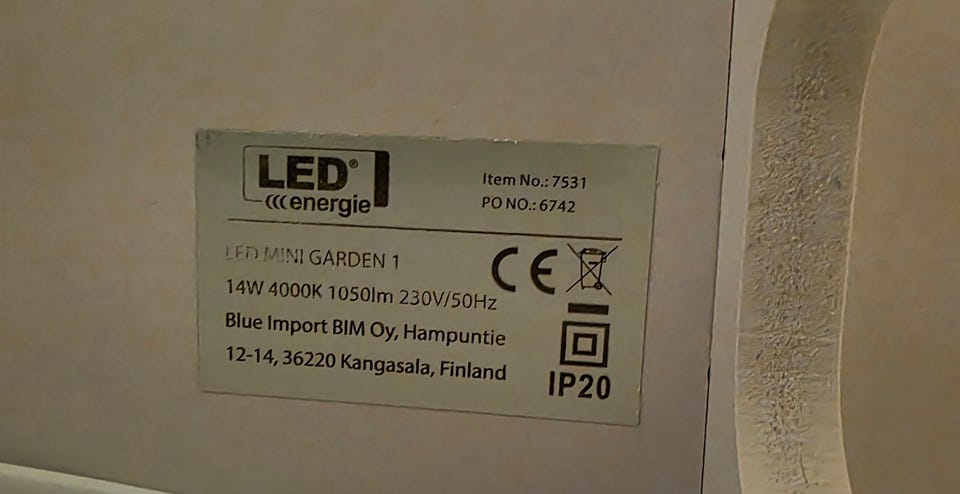 LED®
energie
Item No.: 7531
PO NO.: 6742
LED MINI GARDEN 1
14W 4000K 1050lm 230V/50Hz
Blue Import BIM Oy, Hampuntie
12-14, 36220 Kangasala, Finland
CE
IP20